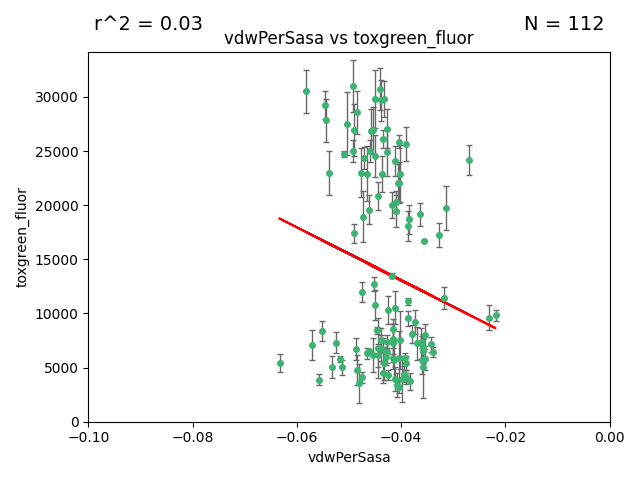 r^2 = 0.03
N = 112
vdwPerSasa vs toxgreen_fluor
30000
25000
20000
15000
10000
5000
0
toxgreen_fluor
−0.10
−0.08
−0.06
−0.04
−0.02
0.00
vdwPerSasa